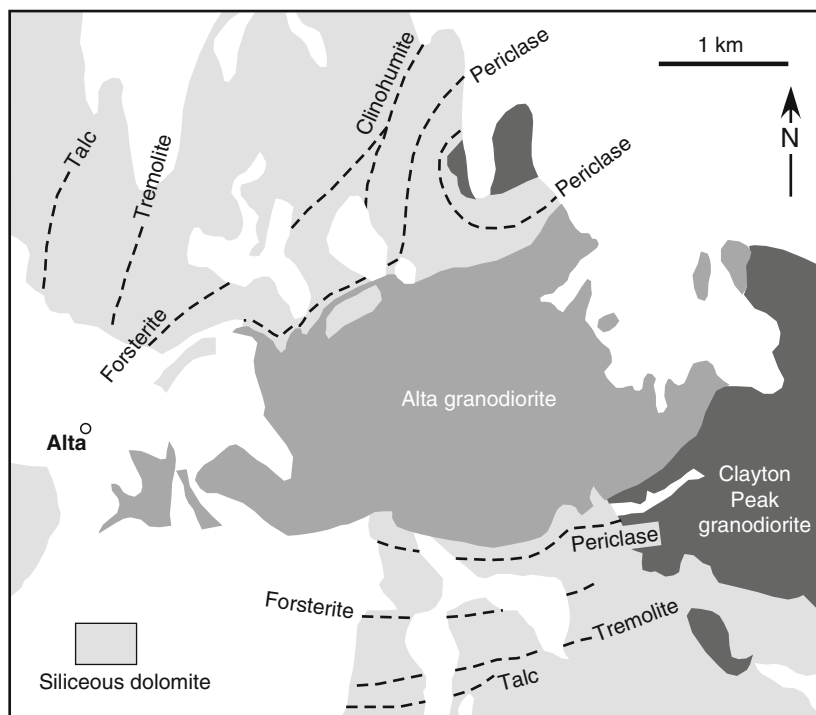 1 km
N
Periclase
Clinohumite
Talc
Tremolite
Periclase
Forsterite
Alta granodiorite
Alta
Clayton
Peak
granodiorite
Periclase
Forsterite
Tremolite
Talc
Siliceous dolomite